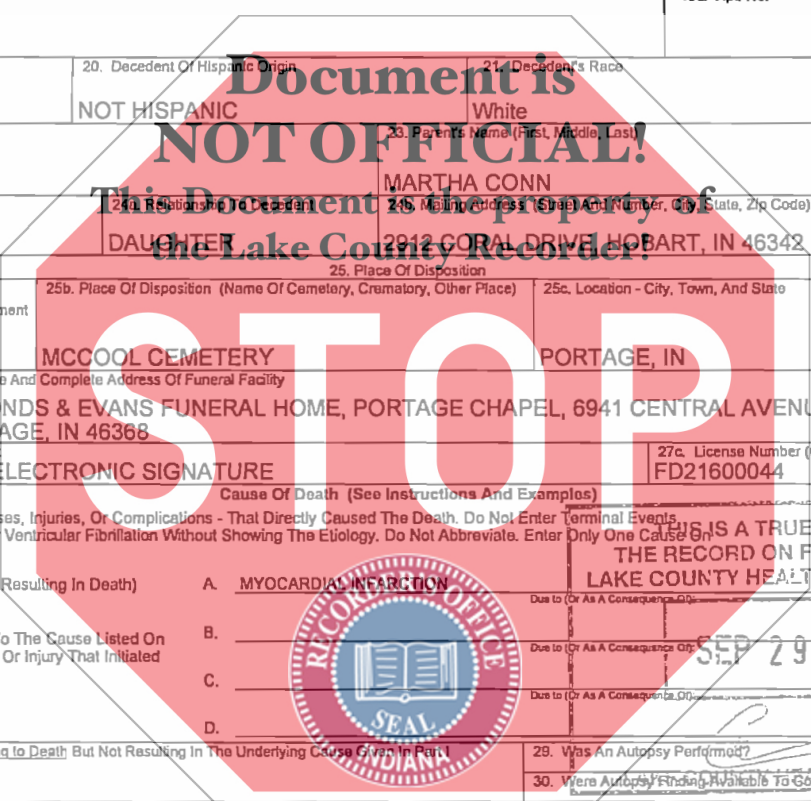 20. Decedent Of Hispanic Origin 21. Decedent's Race
Document is
NOT HISPANIC White
NOT OFFICIAL!
23. Parent's Name (First, Middle, Last)
MARTHA CONN
This Document is the property of
24a. Relationship To Decedent 24b. Mailing Address (Street And Number, City, State, Zip Code)
DAUGHTER 2912 CORAL DRIVE, HOBART, IN 46342
the Lake County Recorder!
25. Place Of Disposition
25b. Place Of Disposition (Name Of Cemetery, Crematory, Other Place) 25c. Location - City, Town, And State
ment
STOP
MCCOOL CEMETERY PORTAGE, IN
e And Complete Address Of Funeral Facility
NDS & EVANS FUNERAL HOME, PORTAGE CHAPEL, 6941 CENTRAL AVENU
AGE, IN 46368
27c. License Number (
ELECTRONIC SIGNATURE FD21600044
Cause Of Death (See Instructions And Examples)
ses, Injuries, Or Complications - That Directly Caused The Death. Do Not Enter Terminal Events
Ventricular Fibrillation Without Showing The Etiology. Do Not Abbreviate. Enter Only One Cause On
THIS IS A TRUE
THE RECORD ON F
LAKE COUNTY HEALT
Resulting In Death) A. MYOCARDIAL INFARCTION
Due to (Or As A Consequence Of):
RECORDER'S OFFICE
o The Cause Listed On B.
Or Injury That Initiated
Due to (Or As A Consequence Of):
SEP 29
C.
Due to (Or As A Consequence Of):
SEAL
D.
INDIANA
g to Death But Not Resulting In The Underlying Cause Given In Part I 29. Was An Autopsy Performed?
30. Were Autopsy Finding Available To Co